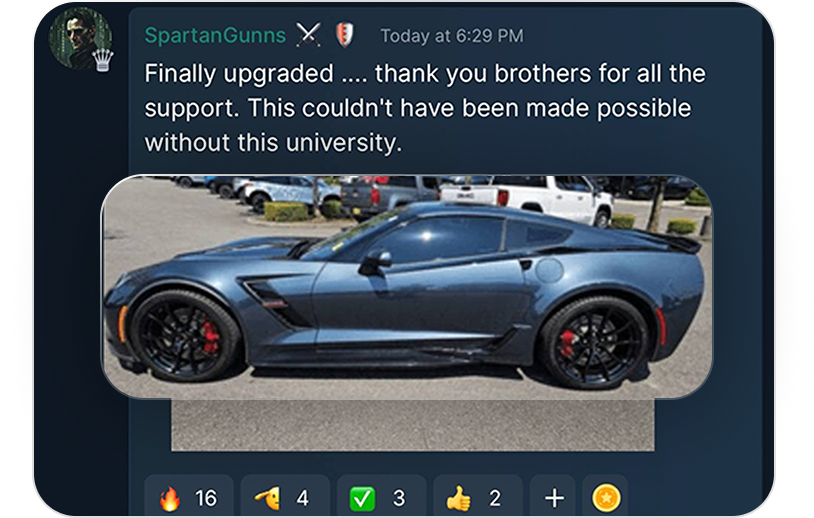 SpartanGunns Today at 6:29 PM
Finally upgraded .... thank you brothers for all the
support. This couldn't have been made possible
without this university.
16 4 3 2 +